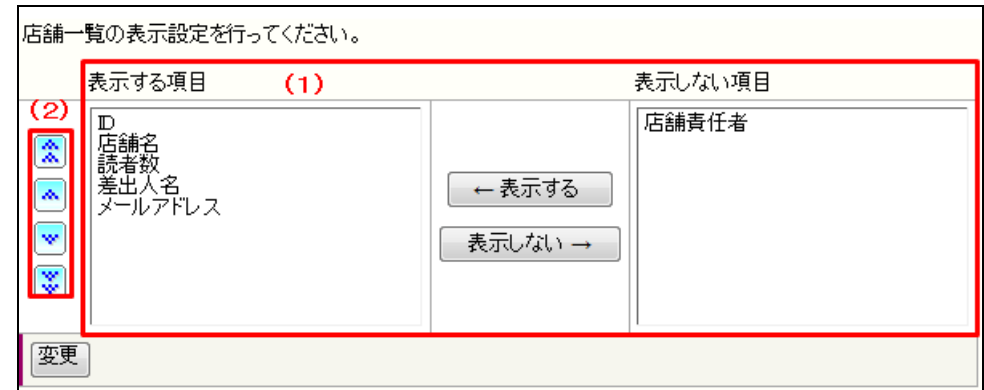 店舗一覧の表示設定を行ってください。
表示する項目 (1) 表示しない項目
(2)
ID
店舗名
読者数
差出人名
メールアドレス
←表示する
表示しない→
店舗責任者
変更